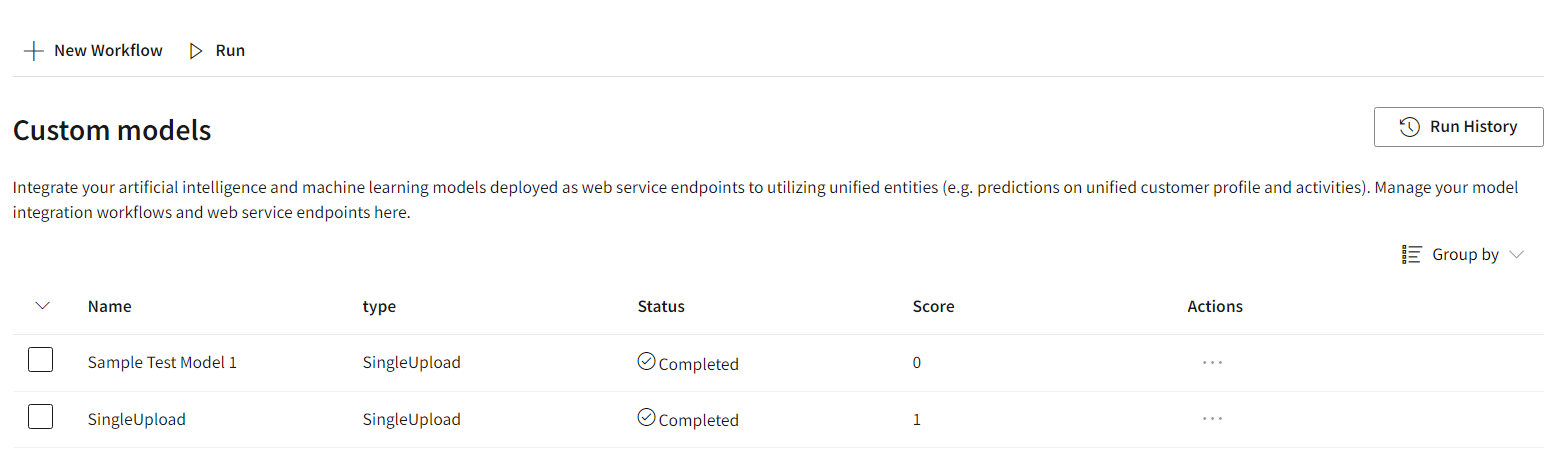 New Workflow Run
Custom models
Run History
Integrate your artificial intelligence and machine learning models deployed as web service endpoints to utilizing unified entities (e.g. predictions on unified customer profile and activities). Manage your model
integration workflows and web service endpoints here.
Group by
Name type Status Score Actions
Sample Test Model 1 SingleUpload Completed 0 ...
SingleUpload SingleUpload Completed 1 ...